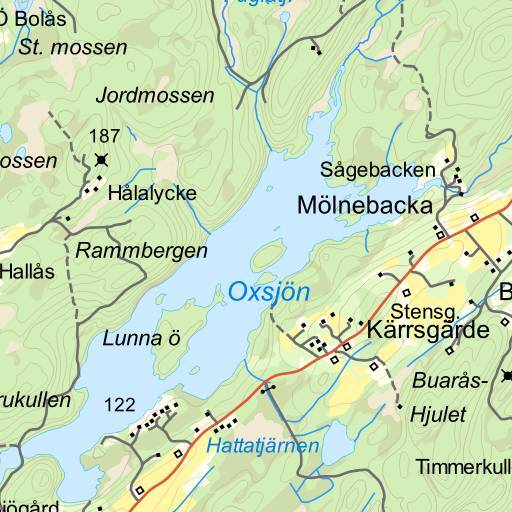 Ö Bolås
St. mossen
Jordmossen
187
Sågebacken
Hålalycke
Mölnebacka
Rammbergen
Hallås
Oxsjön
Stensg.
Lunna ö
Kärrsgärde
Buarås-
Hjulet
122
Hattatjärnen
Timmerkull